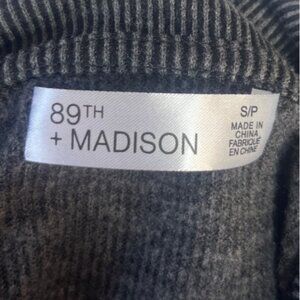 89TH
+ MADISON
S/P
MADE IN
CHINA
FABRIQUÉ
EN CHINE